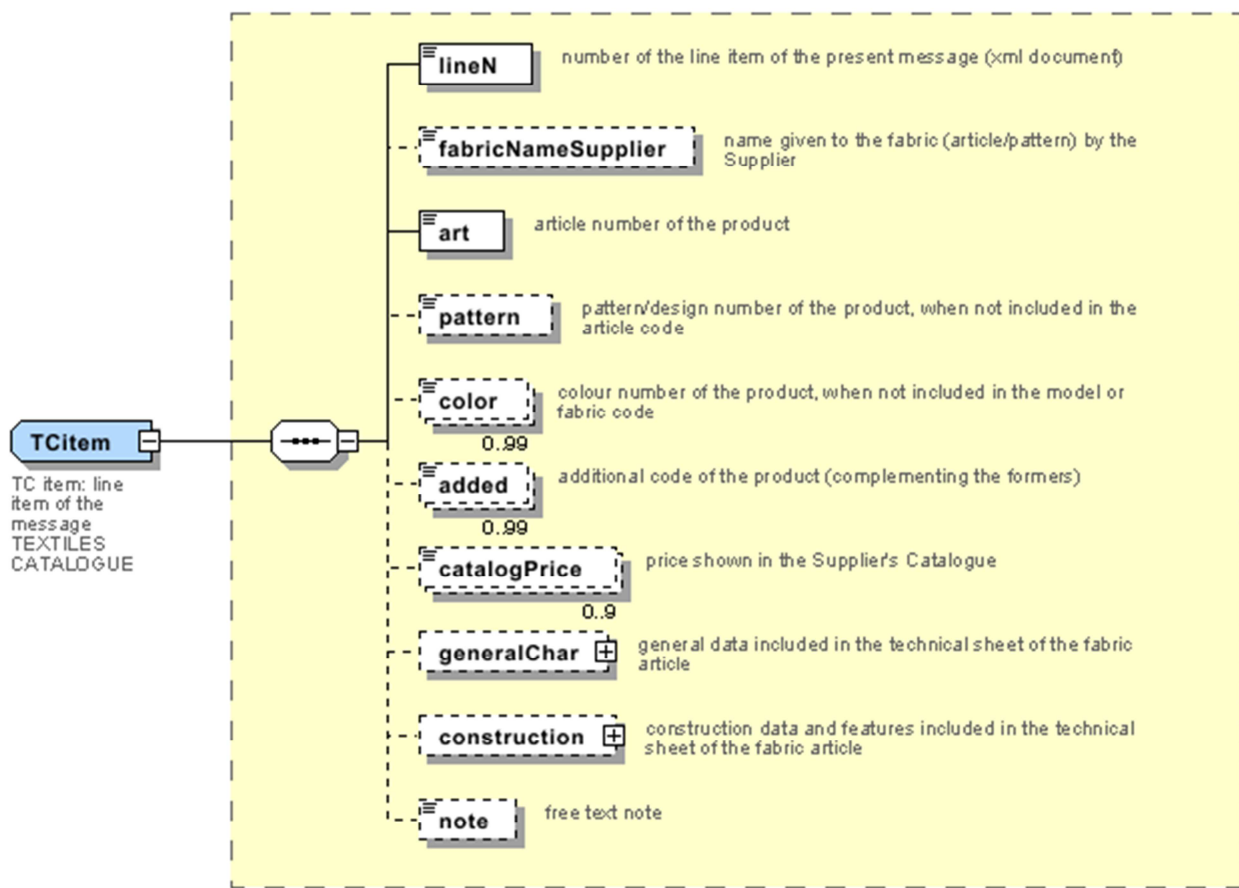 lineN
number of the line item of the present message (xml document)
fabricNameSupplier
name given to the fabric (article/pattern) by the
Supplier
art
article number of the product
pattern
pattern/design number of the product, when not included in the
article code
color
colour number of the product, when not included in the model or
fabric code
0..99
TCitem
TC item: line
item of the
message
TEXTILES
CATALOGUE
added
additional code of the product (complementing the formers)
0..99
catalogPrice
price shown in the Supplier's Catalogue
0..9
generalChar
general data included in the technical sheet of the fabric
article
construction
construction data and features included in the technical
sheet of the fabric article
note
free text note